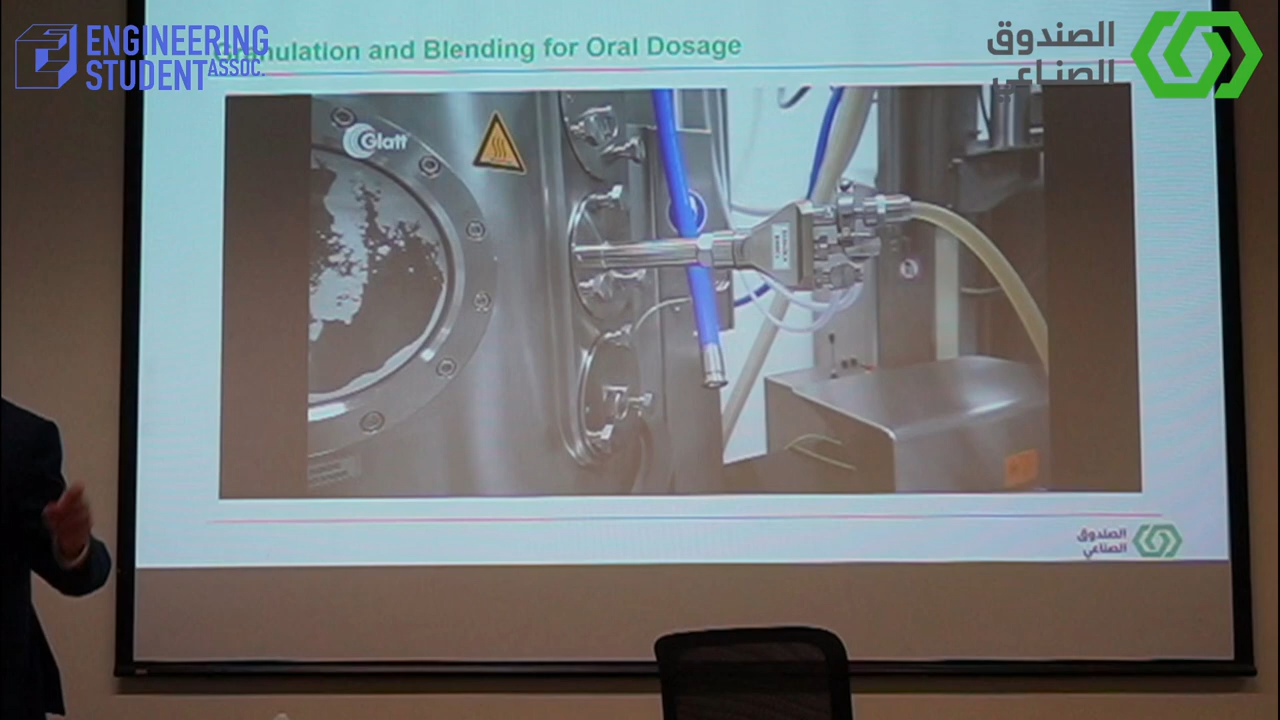 ENGINEERING
STUDENT ASSOC.
Granulation and Blending for Oral Dosage
الصندوق
الصناعي
Glatt
الصندوق
الصناعي